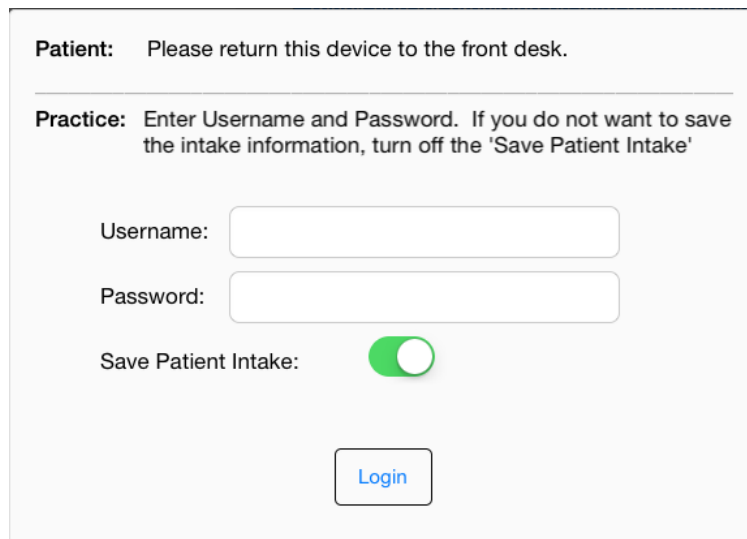 Patient: Please return this device to the front desk.
Practice: Enter Username and Password. If you do not want to save
the intake information, turn off the 'Save Patient Intake'
Username:
Password:
Save Patient Intake:
Login